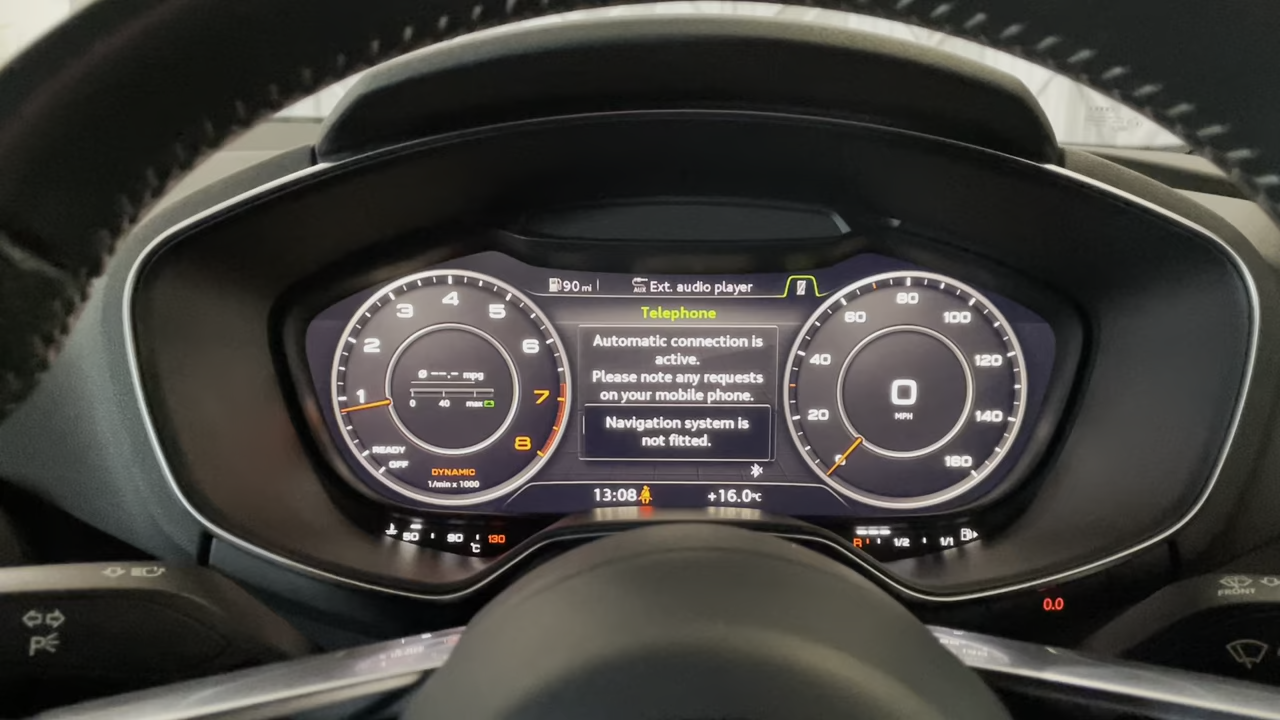 90 mi
AUX Ext. audio player
Telephone
Automatic connection is
active.
Please note any requests
on your mobile phone.
Navigation system is
not fitted.
13:08
+16.0°C
1
2
3
4
5
6
7
8
Ø --.- mpg
0 40 max
READY
OFF
DYNAMIC
1/min x 1000
0
20
40
60
80
100
120
140
160
0
MPH
50 90 130
°C
R 1/2 1/1
0.0
P
FRONT